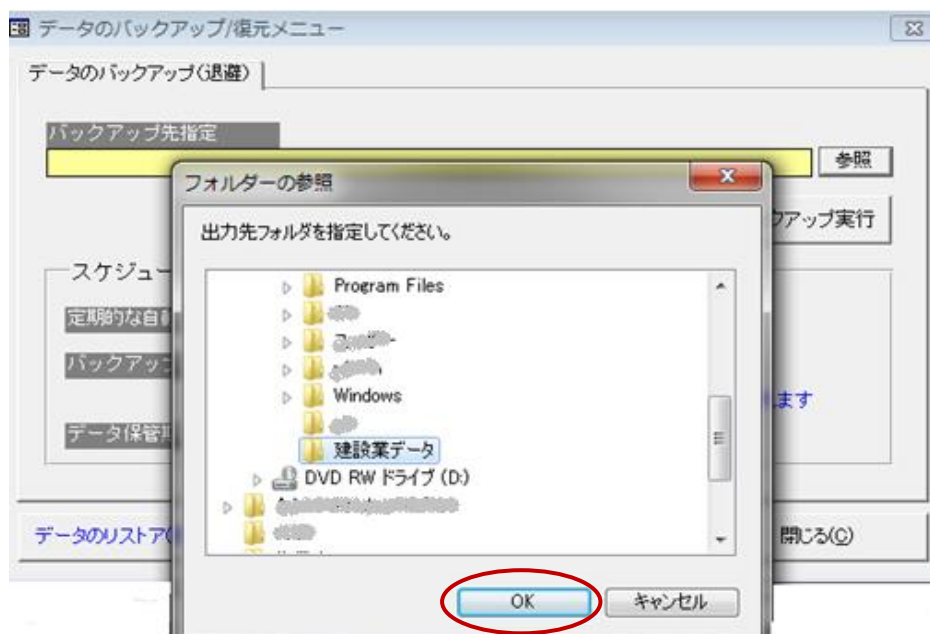 データのバックアップ/復元メニュー
データのバックアップ(退避)
バックアップ先指定
参照
フォルダーの参照
出力先フォルダを指定してください。
クアップ実行
スケジュー
Program Files
定期的な自
バックアップ
Windows
ます
データ保管
建設業データ
DVD RW ドライブ (D:)
データのリストア(
閉じる(C)
OK
キャンセル